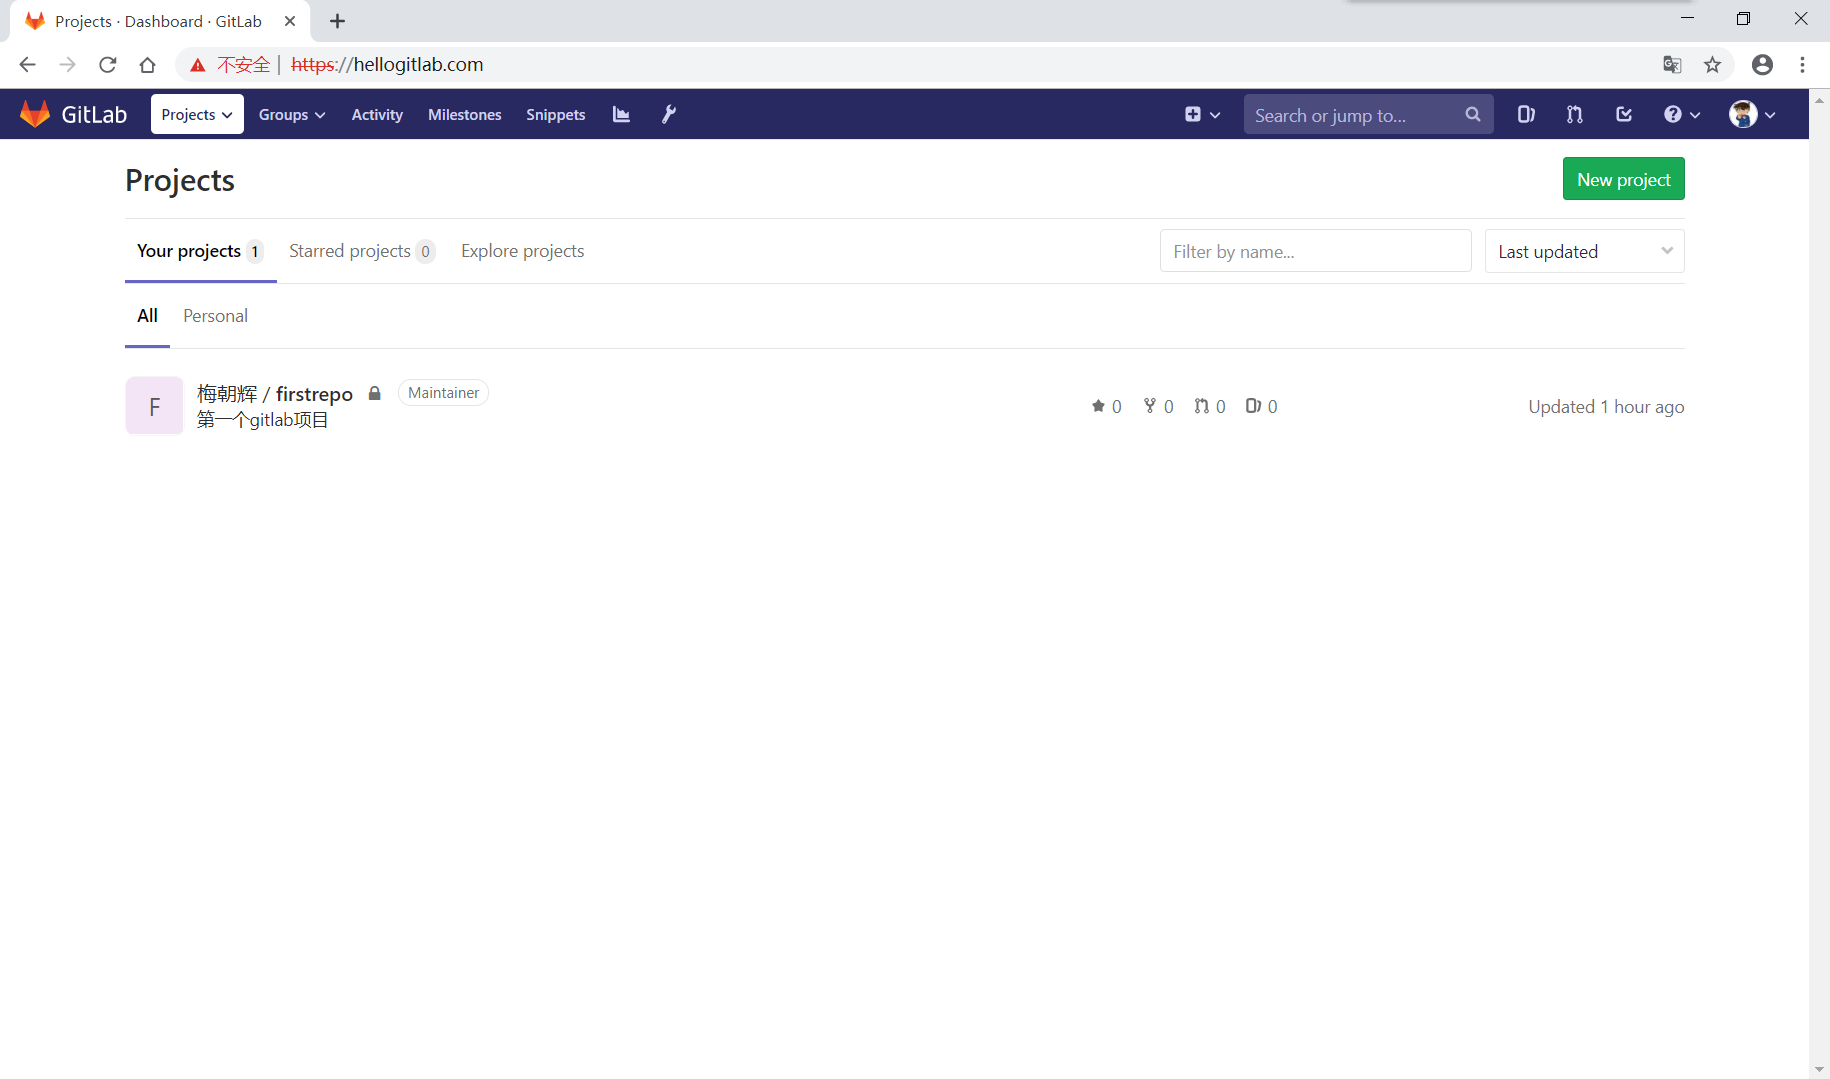 Projects · Dashboard · GitLab
不安全 | https://hellogitlab.com
GitLab Projects Groups Activity Milestones Snippets Search or jump to...
Projects
New project
Your projects 1 Starred projects 0 Explore projects Filter by name... Last updated
All Personal
F
梅朝辉 / firstrepo Maintainer
第一个gitlab项目
0 0 0 0 Updated 1 hour ago